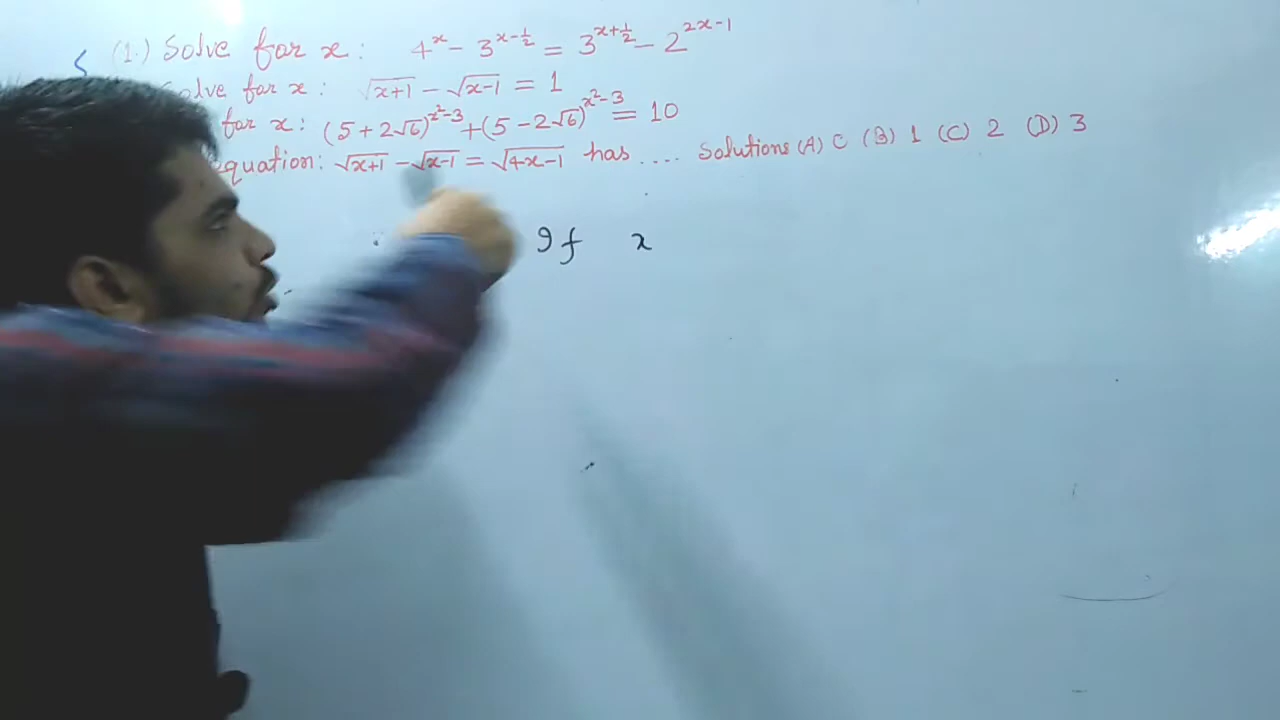 (1.) Solve for x: 4^x - 3^{x-\frac{1}{2}} = 3^{x+\frac{1}{2}} - 2^{2x-1}
Solve for x: √(x+1) - √(x-1) = 1
for x: (5+2√6)^{x²-3} + (5-2√6)^{x²-3} = 10
equation: √(x+1) - √(x-1) = √(4x-1) has .... Solutions (A) 0 (B) 1 (C) 2 (D) 3
If x